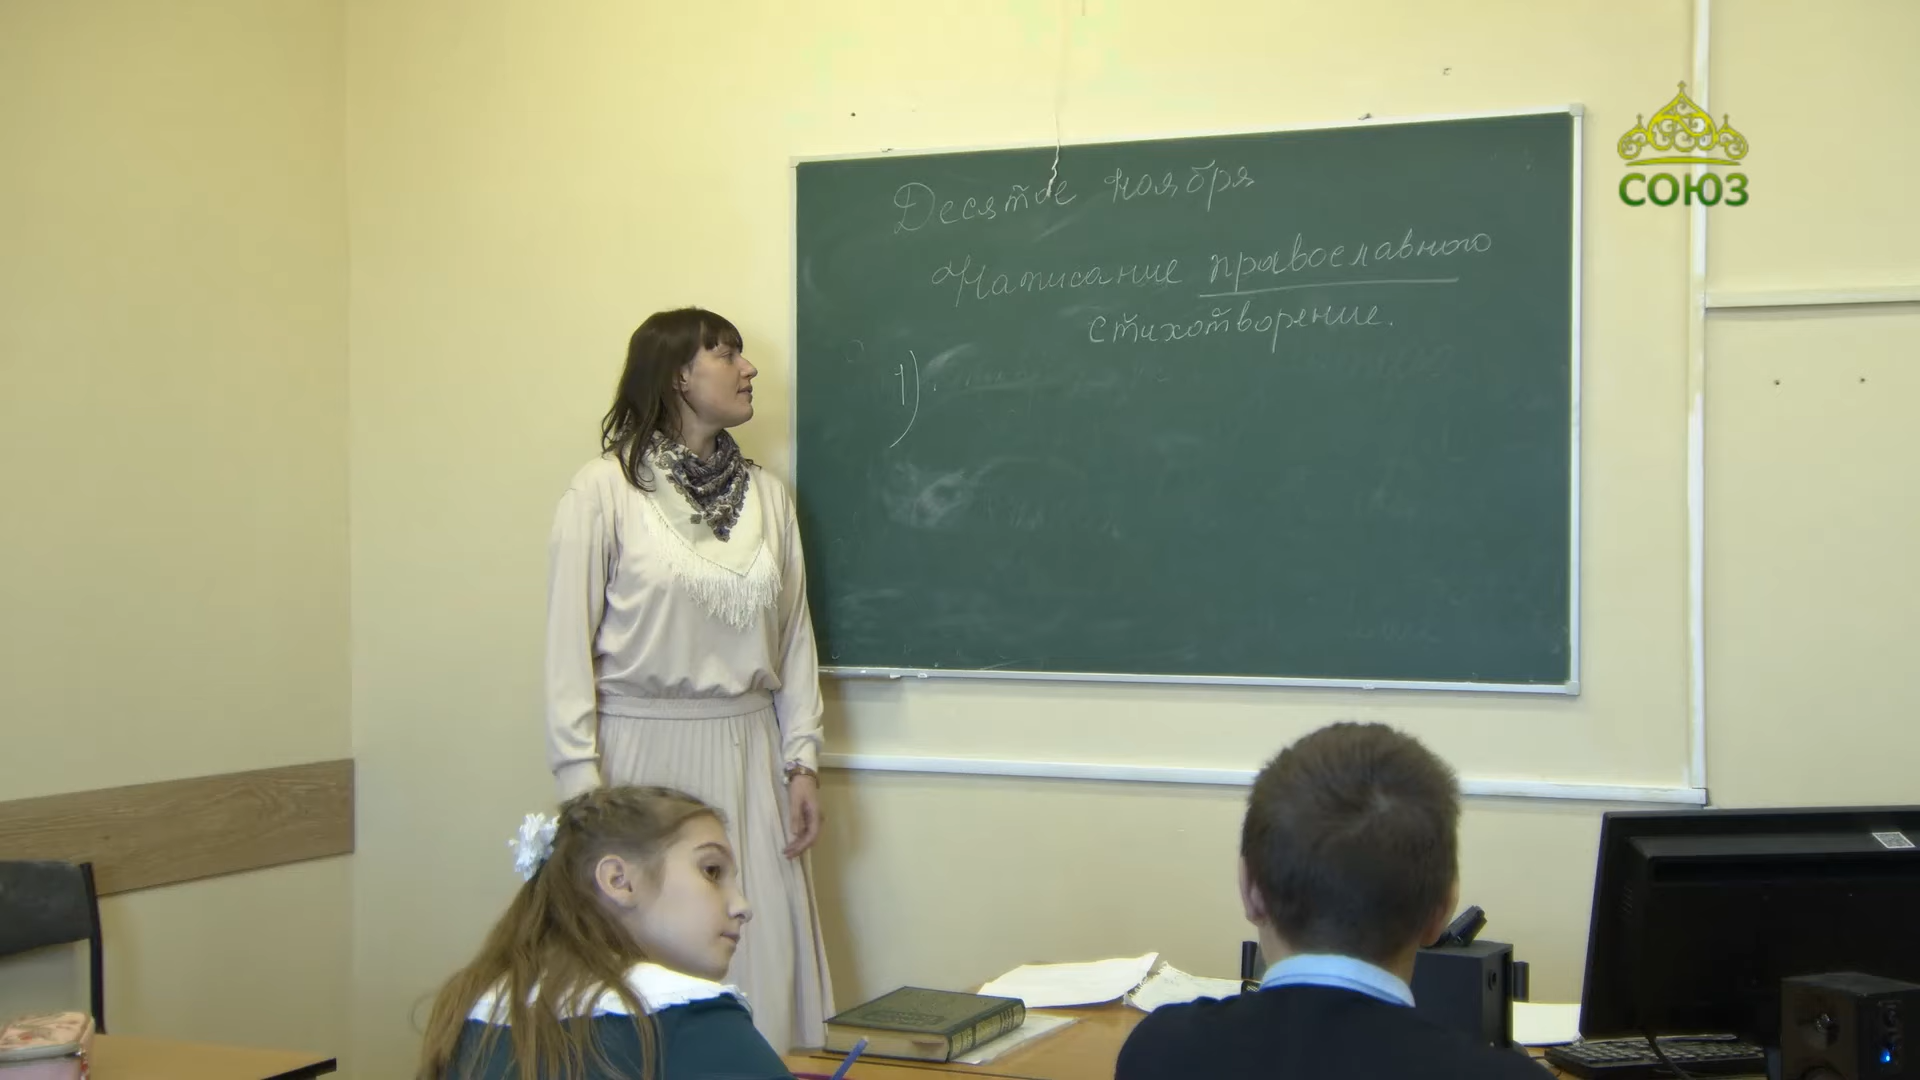 Десятое ноября
Написание православного
стихотворение.
1)
СОЮЗ